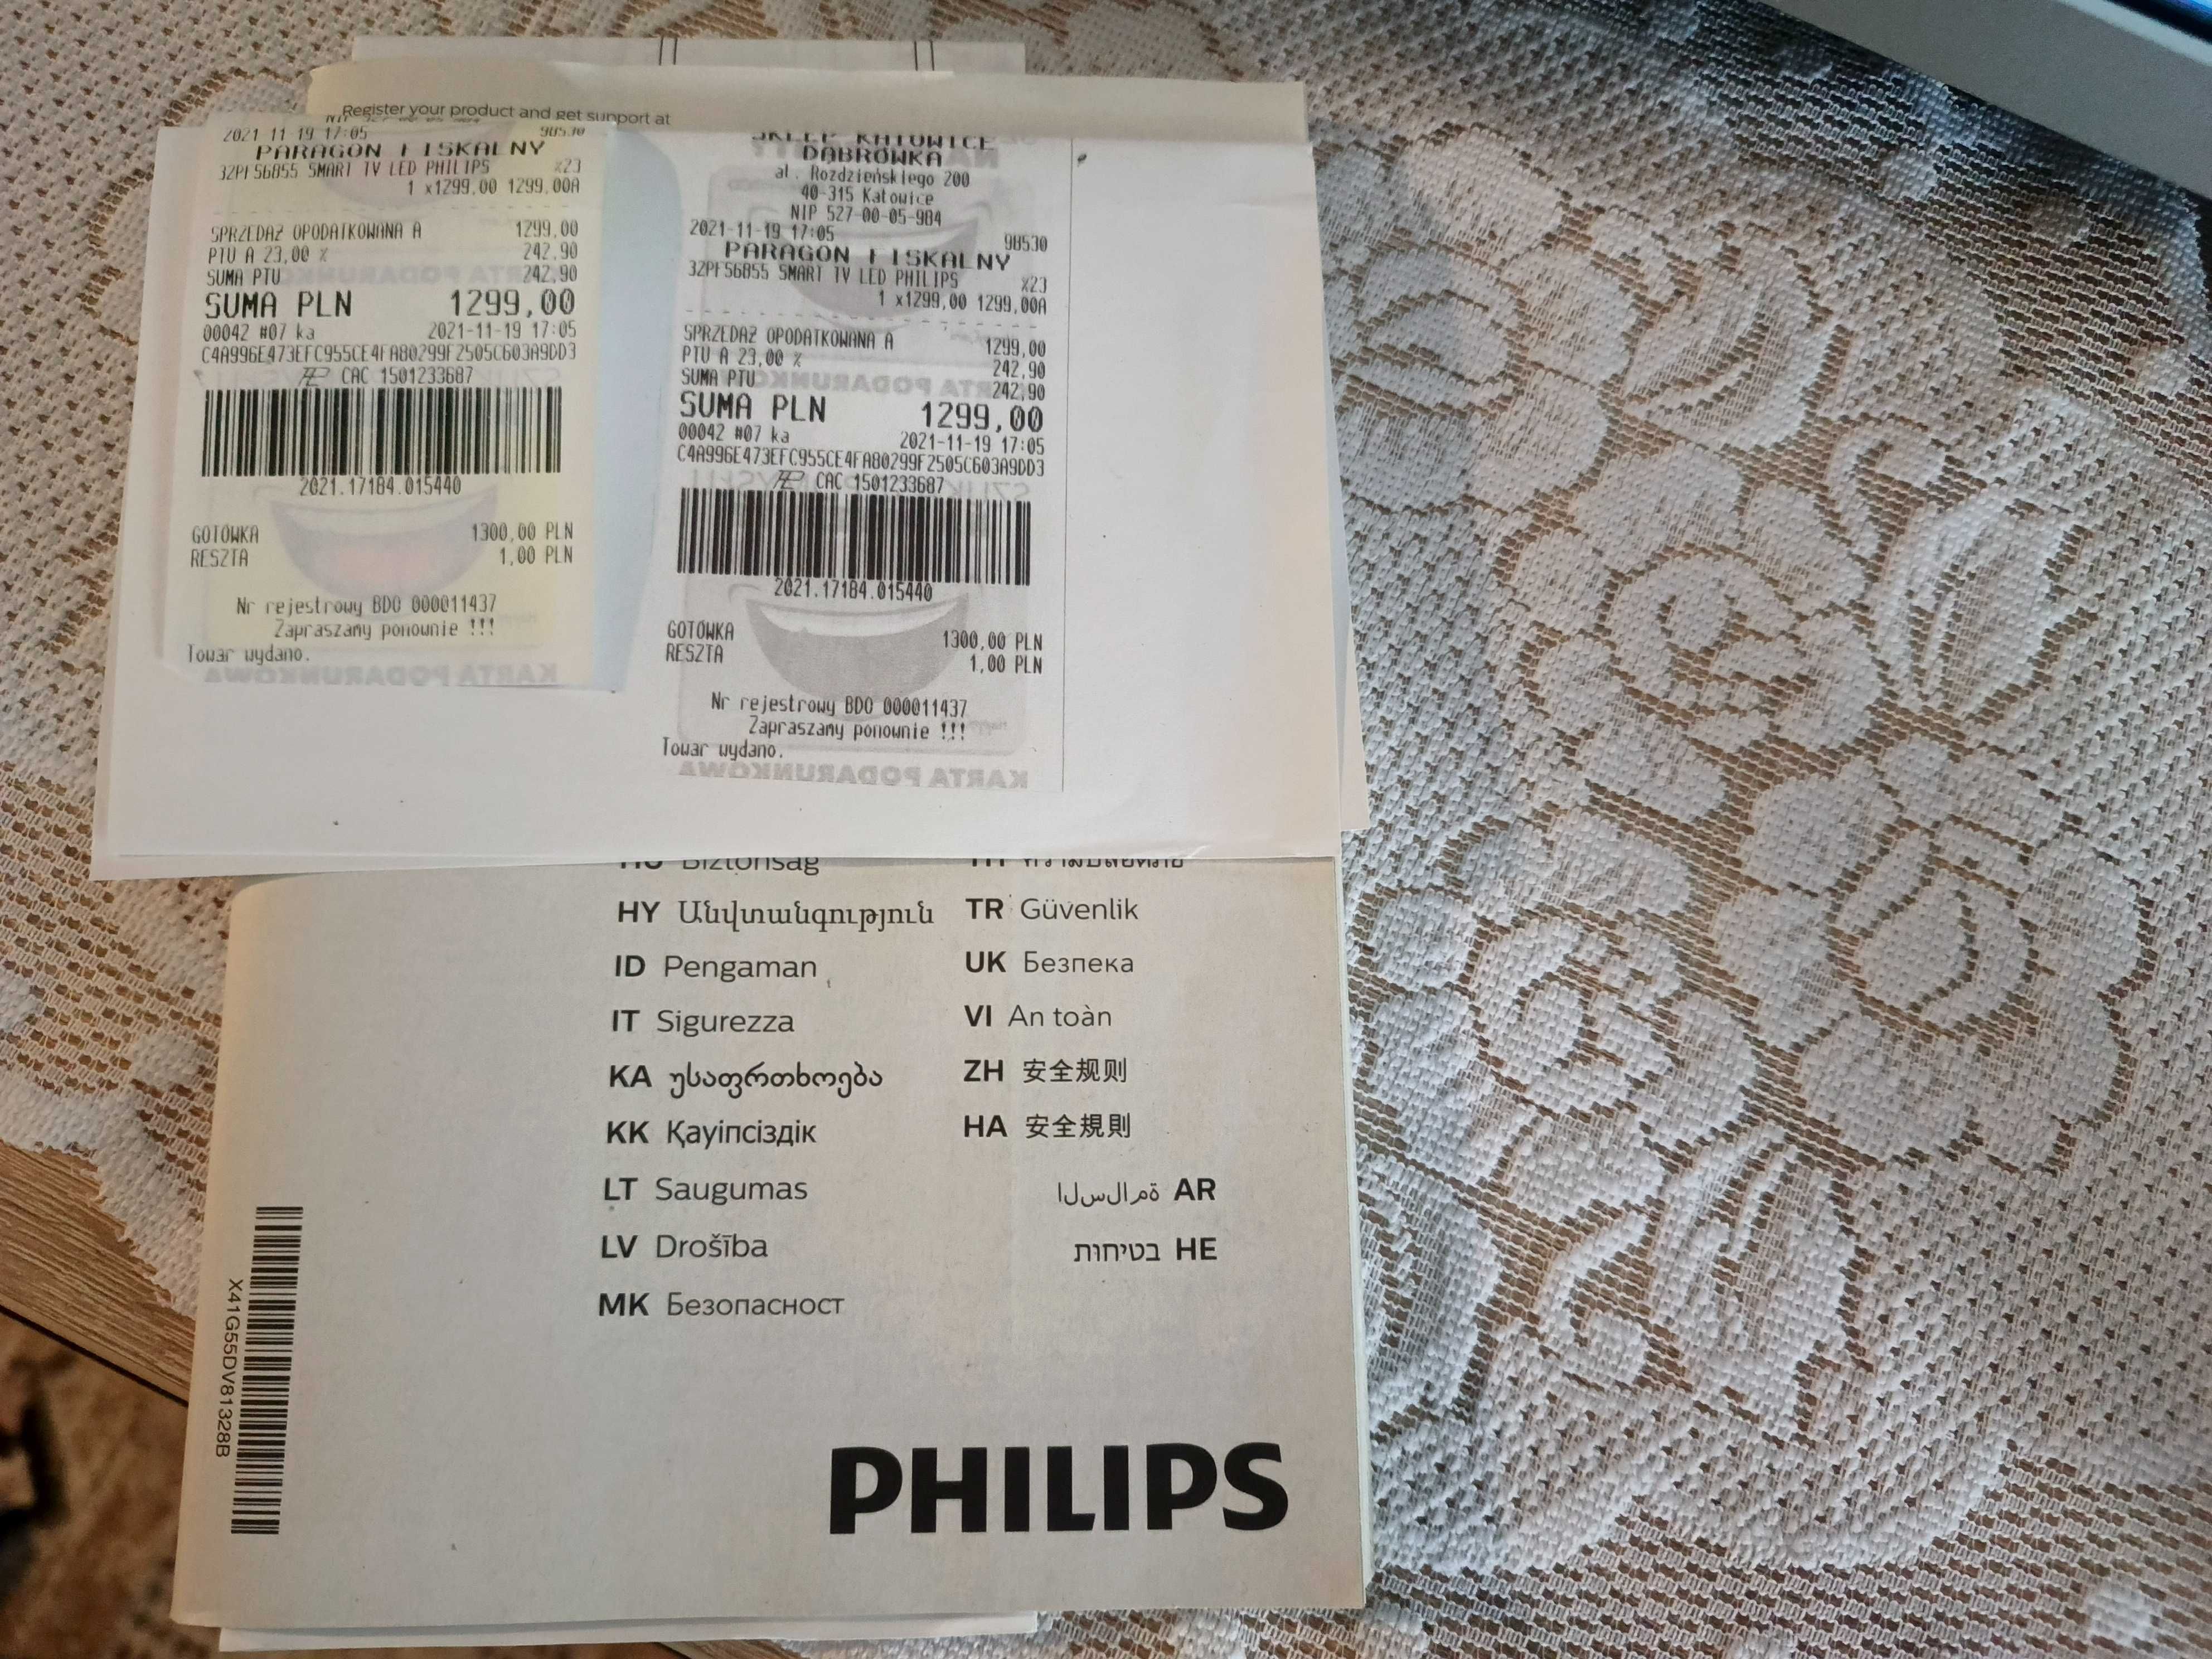 Register your product and get support at
2021 11 19 17:05 98530
PARAGON FISKALNY
32PFS6855 SMART TV LED PHILIPS x23
1 x1299,00 1299,00A
SPRZEDAŻ OPODATKOWANA A 1299,00
PTU A 23,00 % 242,90
SUMA PTU 242,90
SUMA PLN 1299,00
00042 #07 ka 2021-11-19 17:05
C4A996E473EFC955CE4FA80299F2505C603A9DD3
CAC 1501233687
2021.17184.015440
GOTÓWKA 1300,00 PLN
RESZTA 1,00 PLN
Nr rejestrowy BDO 000011437
Zapraszamy ponownie !!!
Towar wydano.
KARTA PODARUNKOWA
SKLEP KATOWICE
DĄBRÓWKA
al. Rozdzieńskiego 200
40-315 Katowice
NIP 527-00-05-984
2021-11-19 17:05 98530
PARAGON FISKALNY
32PFS6855 SMART TV LED PHILIPS x23
1 x1299,00 1299,00A
SPRZEDAŻ OPODATKOWANA A 1299,00
PTU A 23,00 % 242,90
SUMA PTU 242,90
SUMA PLN 1299,00
00042 #07 ka 2021-11-19 17:05
C4A996E473EFC955CE4FA80299F2505C603A9DD3
CAC 1501233687
2021.17184.015440
GOTÓWKA 1300,00 PLN
RESZTA 1,00 PLN
Nr rejestrowy BDO 000011437
Zapraszamy ponownie !!!
Towar wydano.
KARTA PODARUNKOWA
HU Biztonság
HY Անվտանգություն
ID Pengaman
IT Sigurezza
KA უსაფრთხოება
KK Қауіпсіздік
LT Saugumas
LV Drošība
MK Безопасност
TR Güvenlik
UK Безпека
VI An toàn
ZH 安全规则
HA 安全規則
السلامة AR
בטיחות HE
X41G55DV81328B
PHILIPS